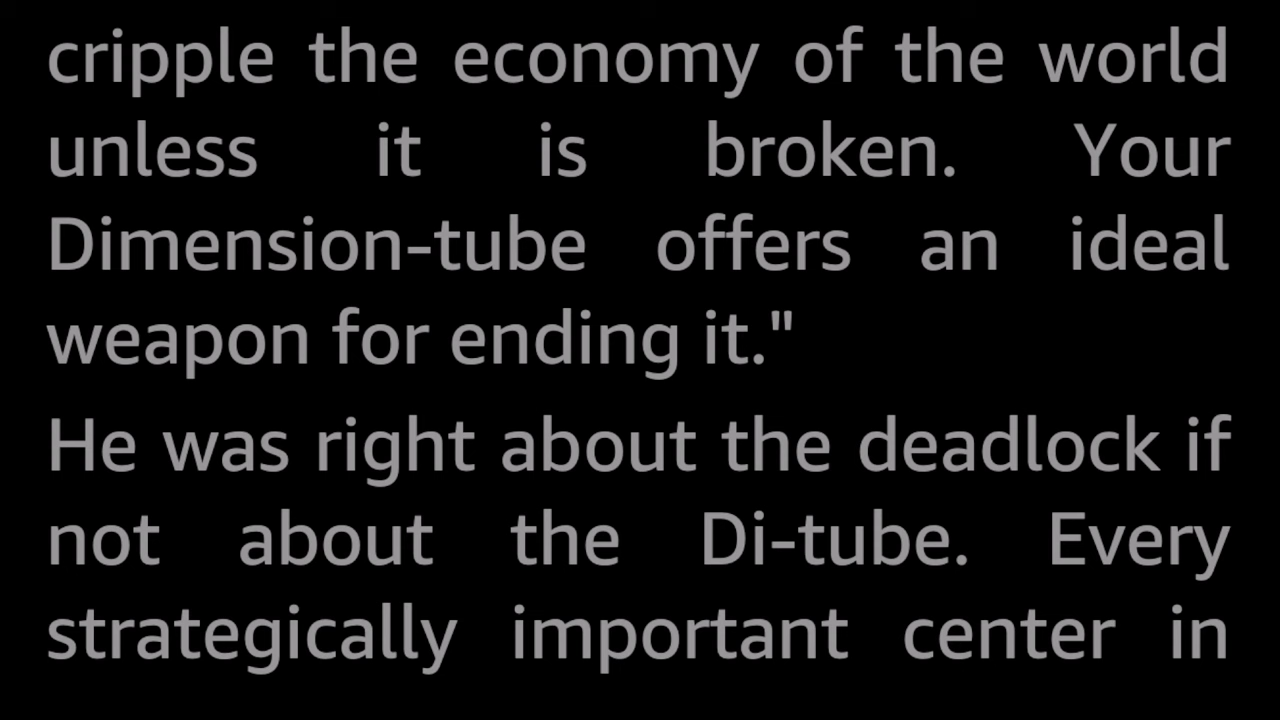 cripple the economy of the world
unless it is broken. Your
Dimension-tube offers an ideal
weapon for ending it."
He was right about the deadlock if
not about the Di-tube. Every
strategically important center in